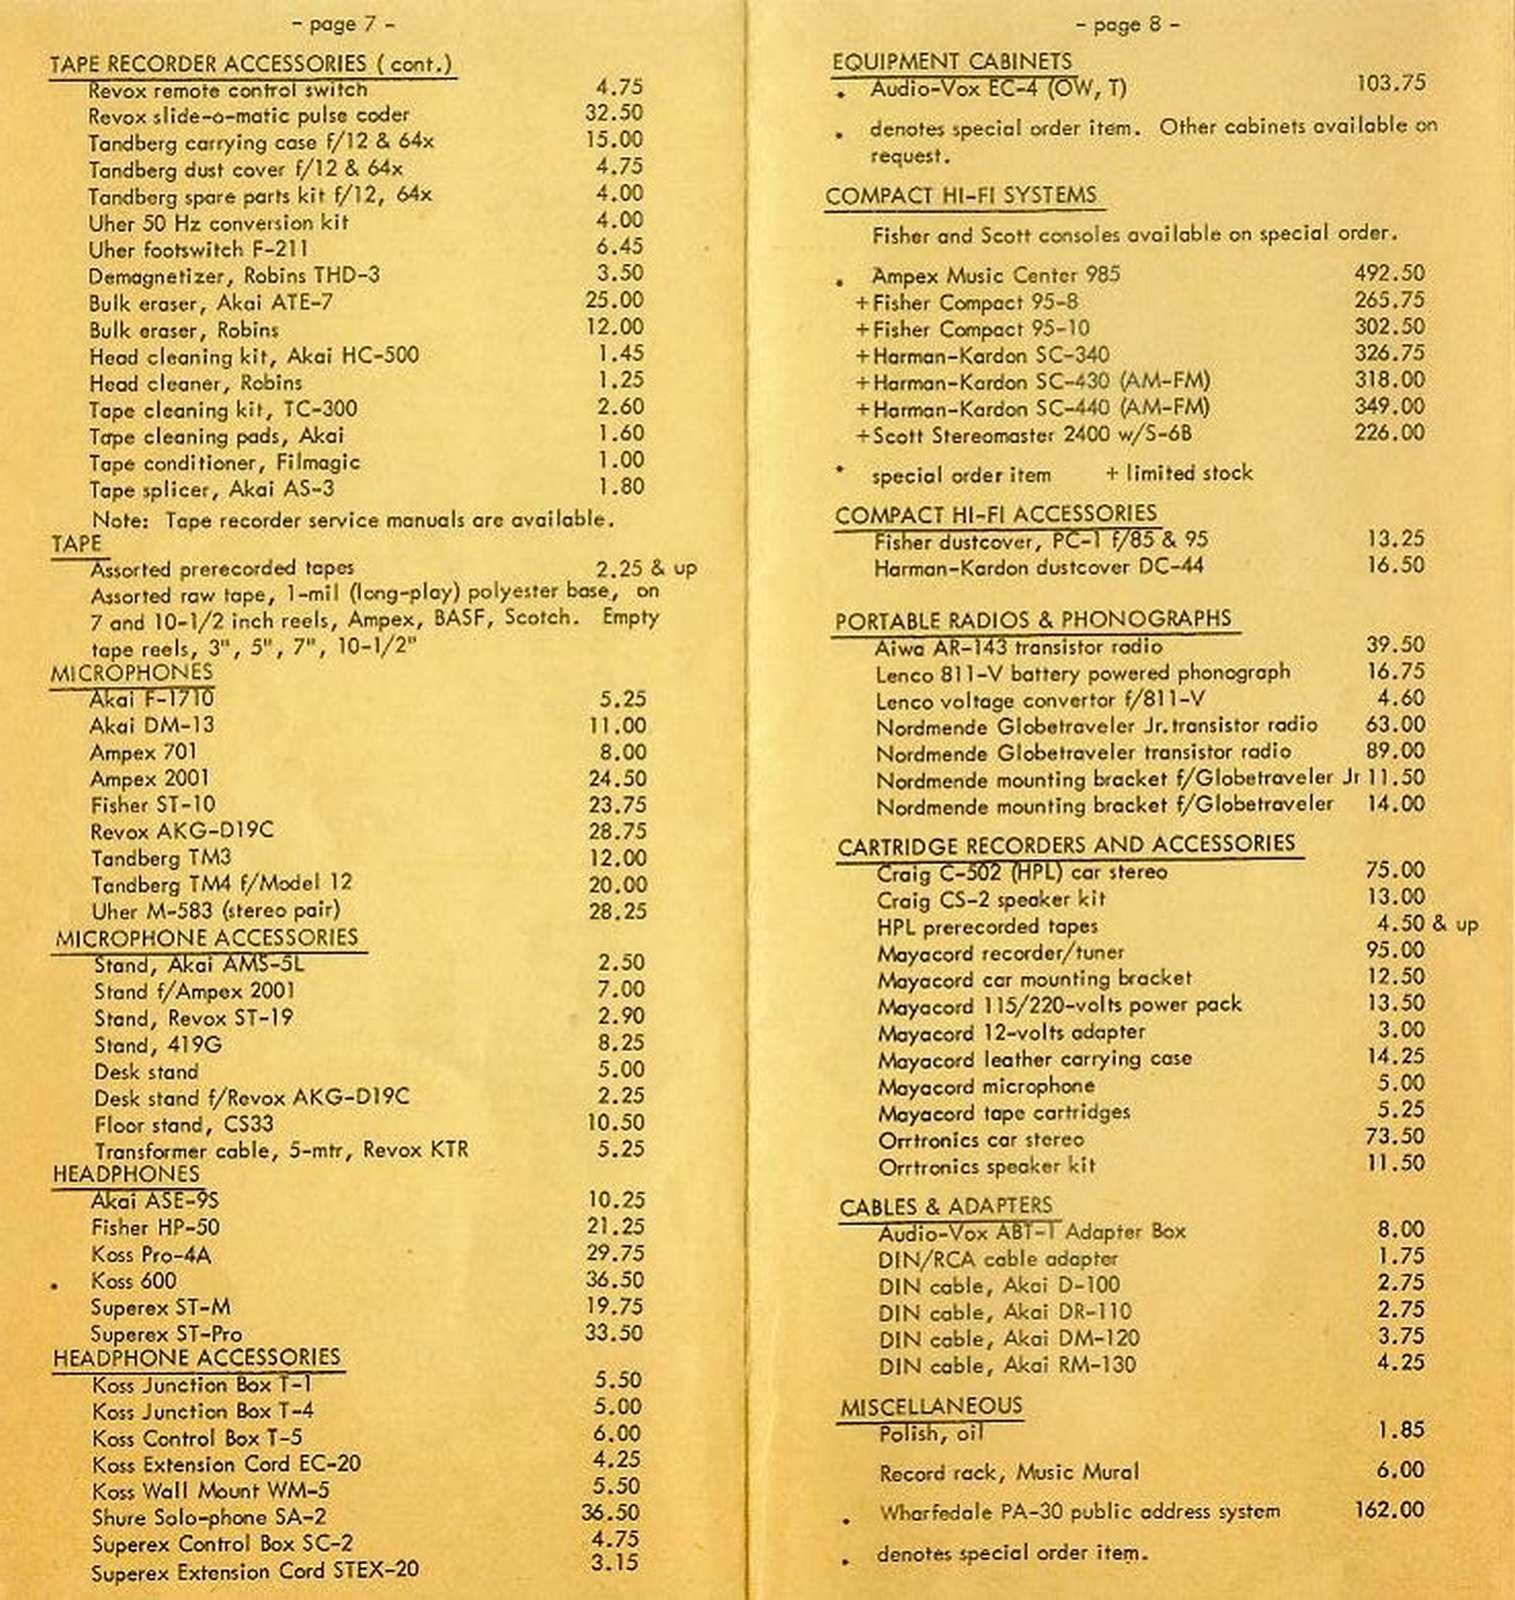 - page 7 -
TAPE RECORDER ACCESSORIES ( cont.)
Revox remote control switch 4.75
Revox slide-o-matic pulse coder 32.50
Tandberg carrying case f/12 & 64x 15.00
Tandberg dust cover f/12 & 64x 4.75
Tandberg spare parts kit f/12, 64x 4.00
Uher 50 Hz conversion kit 4.00
Uher footswitch F-211 6.45
Demagnetizer, Robins THD-3 3.50
Bulk eraser, Akai ATE-7 25.00
Bulk eraser, Robins 12.00
Head cleaning kit, Akai HC-500 1.45
Head cleaner, Robins 1.25
Tape cleaning kit, TC-300 2.60
Tape cleaning pads, Akai 1.60
Tape conditioner, Filmagic 1.00
Tape splicer, Akai AS-3 1.80
Note: Tape recorder service manuals are available.
TAPE
Assorted prerecorded tapes 2.25 & up
Assorted raw tape, 1-mil (long-play) polyester base, on
7 and 10-1/2 inch reels, Ampex, BASF, Scotch. Empty
tape reels, 3", 5", 7", 10-1/2"
MICROPHONES
Akai F-1710 5.25
Akai DM-13 11.00
Ampex 701 8.00
Ampex 2001 24.50
Fisher ST-10 23.75
Revox AKG-D19C 28.75
Tandberg TM3 12.00
Tandberg TM4 f/Model 12 20.00
Uher M-583 (stereo pair) 28.25
MICROPHONE ACCESSORIES
Stand, Akai AMS-5L 2.50
Stand f/Ampex 2001 7.00
Stand, Revox ST-19 2.90
Stand, 419G 8.25
Desk stand 5.00
Desk stand f/Revox AKG-D19C 2.25
Floor stand, CS33 10.50
Transformer cable, 5-mtr, Revox KTR 5.25
HEADPHONES
Akai ASE-9S 10.25
Fisher HP-50 21.25
Koss Pro-4A 29.75
. Koss 600 36.50
Superex ST-M 19.75
Superex ST-Pro 33.50
HEADPHONE ACCESSORIES
Koss Junction Box T-1 5.50
Koss Junction Box T-4 5.00
Koss Control Box T-5 6.00
Koss Extension Cord EC-20 4.25
Koss Wall Mount WM-5 5.50
Shure Solo-phone SA-2 36.50
Superex Control Box SC-2 4.75
Superex Extension Cord STEX-20 3.15
- page 8 -
EQUIPMENT CABINETS
. Audio-Vox EC-4 (OW, T) 103.75
. denotes special order item. Other cabinets available on
request.
COMPACT HI-FI SYSTEMS
Fisher and Scott consoles available on special order.
. Ampex Music Center 985 492.50
+Fisher Compact 95-8 265.75
+Fisher Compact 95-10 302.50
+Harman-Kardon SC-340 326.75
+Harman-Kardon SC-430 (AM-FM) 318.00
+Harman-Kardon SC-440 (AM-FM) 349.00
+Scott Stereomaster 2400 w/S-6B 226.00
* special order item + limited stock
COMPACT HI-FI ACCESSORIES
Fisher dustcover, PC-1 f/85 & 95 13.25
Harman-Kardon dustcover DC-44 16.50
PORTABLE RADIOS & PHONOGRAPHS
Aiwa AR-143 transistor radio 39.50
Lenco 811-V battery powered phonograph 16.75
Lenco voltage convertor f/811-V 4.60
Nordmende Globetraveler Jr. transistor radio 63.00
Nordmende Globetraveler transistor radio 89.00
Nordmende mounting bracket f/Globetraveler Jr 11.50
Nordmende mounting bracket f/Globetraveler 14.00
CARTRIDGE RECORDERS AND ACCESSORIES
Craig C-502 (HPL) car stereo 75.00
Craig CS-2 speaker kit 13.00
HPL prerecorded tapes 4.50 & up
Mayacord recorder/tuner 95.00
Mayacord car mounting bracket 12.50
Mayacord 115/220-volts power pack 13.50
Mayacord 12-volts adapter 3.00
Mayacord leather carrying case 14.25
Mayacord microphone 5.00
Mayacord tape cartridges 5.25
Orrtronics car stereo 73.50
Orrtronics speaker kit 11.50
CABLES & ADAPTERS
Audio-Vox ABT-1 Adapter Box 8.00
DIN/RCA cable adapter 1.75
DIN cable, Akai D-100 2.75
DIN cable, Akai DR-110 2.75
DIN cable, Akai DM-120 3.75
DIN cable, Akai RM-130 4.25
MISCELLANEOUS
Polish, oil 1.85
Record rack, Music Mural 6.00
. Wharfedale PA-30 public address system 162.00
. denotes special order item.